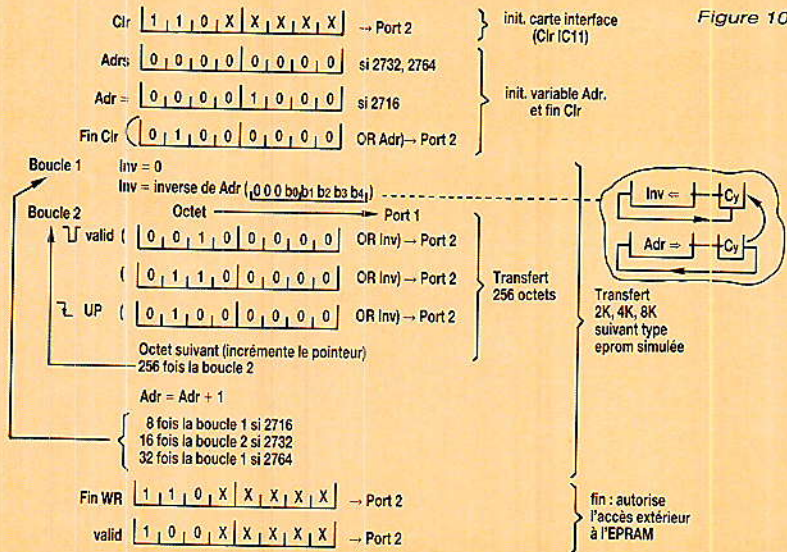 Figure 10
Clr 1 1 0 X X X X X → Port 2
init. carte interface
(Clr IC11)
Adrs 0 0 0 0 0 0 0 0 si 2732, 2764
Adr = 0 0 0 0 1 0 0 0 si 2716
init. variable Adr.
et fin Clr
Fin Clr ( 0 1 0 0 0 0 0 0 OR Adr) → Port 2
Boucle 1 Inv = 0
Inv = inverse de Adr (0 0 0 b0 b1 b2 b3 b4)
Inv ⇐ Cy
Adr ⇒ Cy
Boucle 2 Octet → Port 1
valid ( 0 0 1 0 0 0 0 0 OR Inv) → Port 2
( 0 1 1 0 0 0 0 0 OR Inv) → Port 2
UP ( 0 1 0 0 0 0 0 0 OR Inv) → Port 2
Transfert
256 octets
Transfert
2K, 4K, 8K
suivant type
eprom simulée
Octet suivant (incrémente le pointeur)
256 fois la boucle 2
Adr = Adr + 1
8 fois la boucle 1 si 2716
16 fois la boucle 2 si 2732
32 fois la boucle 1 si 2764
Fin WR 1 1 0 X X X X X → Port 2
valid 1 0 0 X X X X X → Port 2
fin : autorise
l'accès extérieur
à l'EPRAM